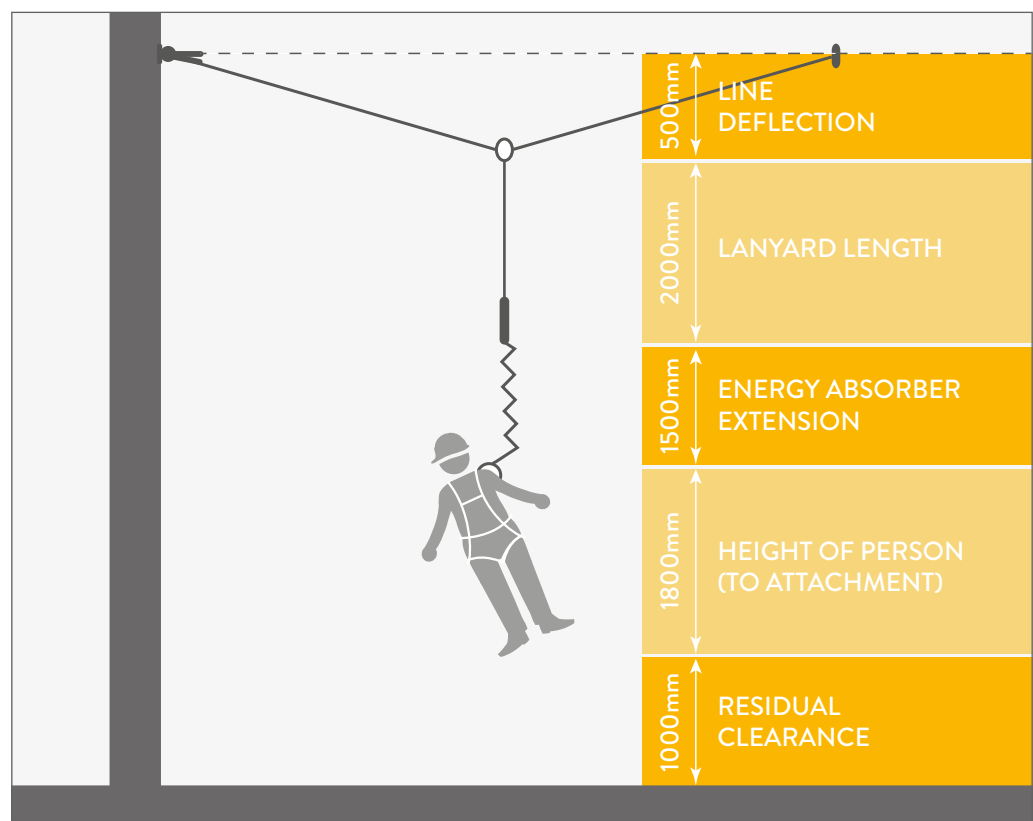 500mm
LINE
DEFLECTION
2000mm
LANYARD LENGTH
1500mm
ENERGY ABSORBER
EXTENSION
1800mm
HEIGHT OF PERSON
(TO ATTACHMENT)
1000mm
RESIDUAL
CLEARANCE